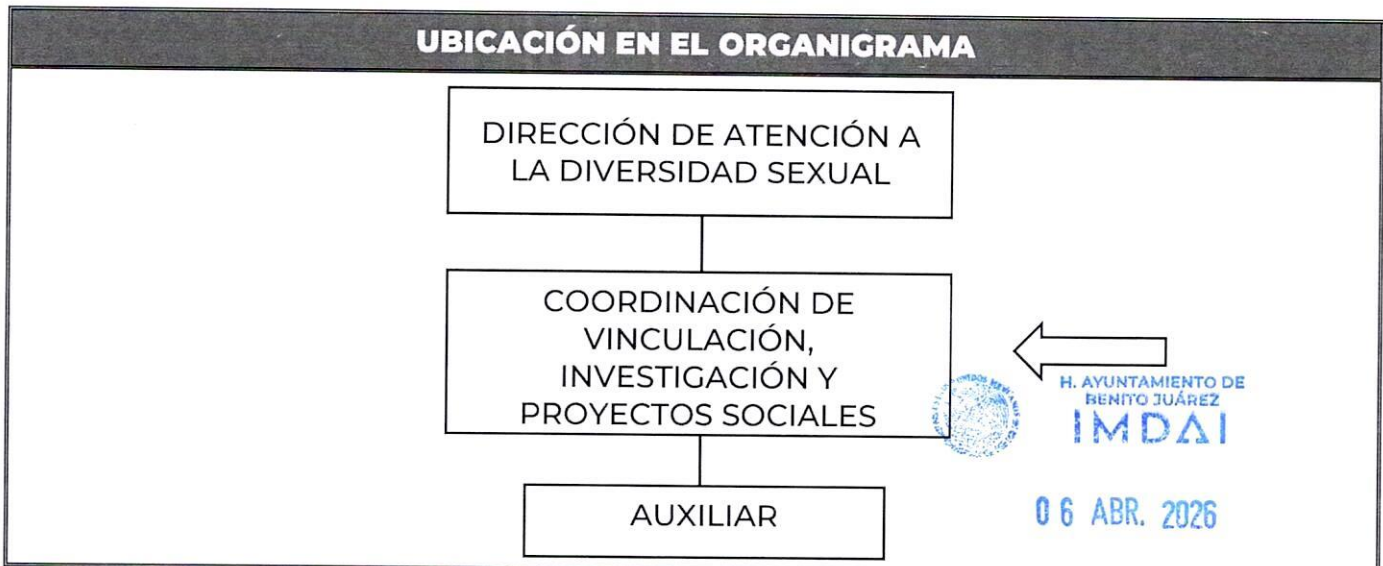 UBICACIÓN EN EL ORGANIGRAMA
DIRECCIÓN DE ATENCIÓN A
LA DIVERSIDAD SEXUAL
COORDINACIÓN DE
VINCULACIÓN,
INVESTIGACIÓN Y
PROYECTOS SOCIALES
H. AYUNTAMIENTO DE
BENITO JUÁREZ
IMDAI
AUXILIAR
06 ABR. 2026